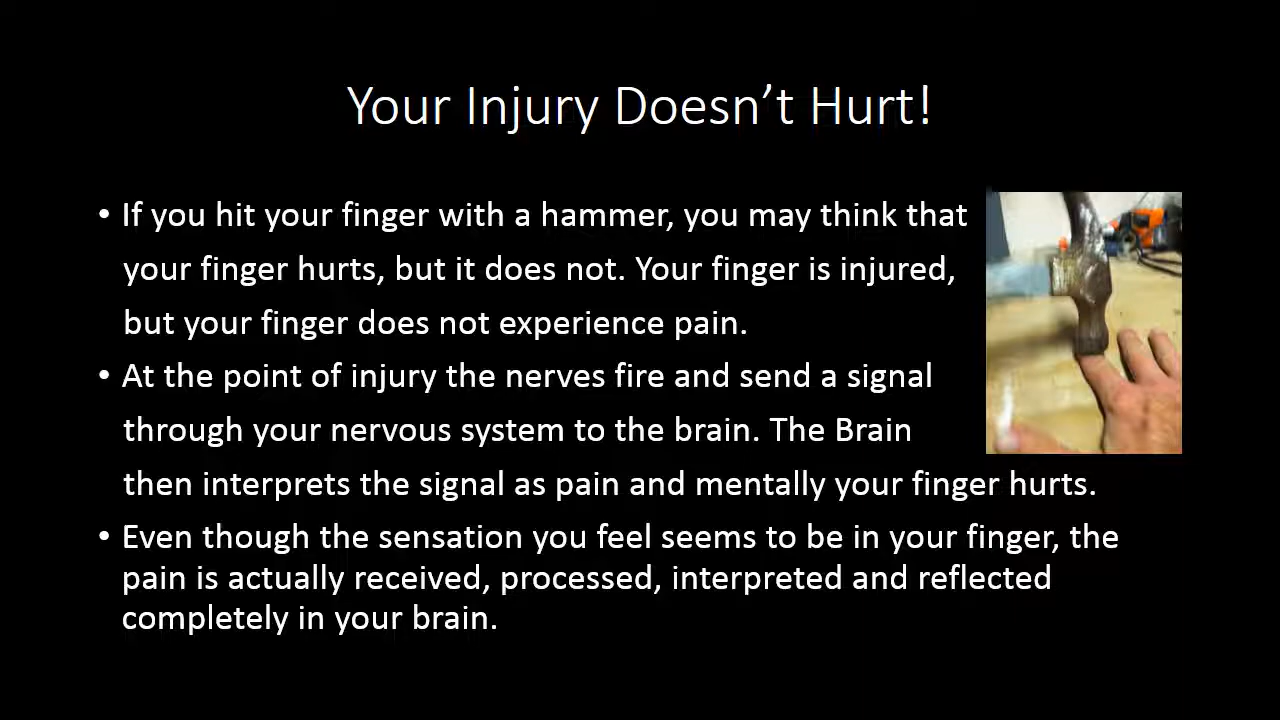 Your Injury Doesn’t Hurt!
• If you hit your finger with a hammer, you may think that
your finger hurts, but it does not. Your finger is injured,
but your finger does not experience pain.
• At the point of injury the nerves fire and send a signal
through your nervous system to the brain. The Brain
then interprets the signal as pain and mentally your finger hurts.
• Even though the sensation you feel seems to be in your finger, the
pain is actually received, processed, interpreted and reflected
completely in your brain.